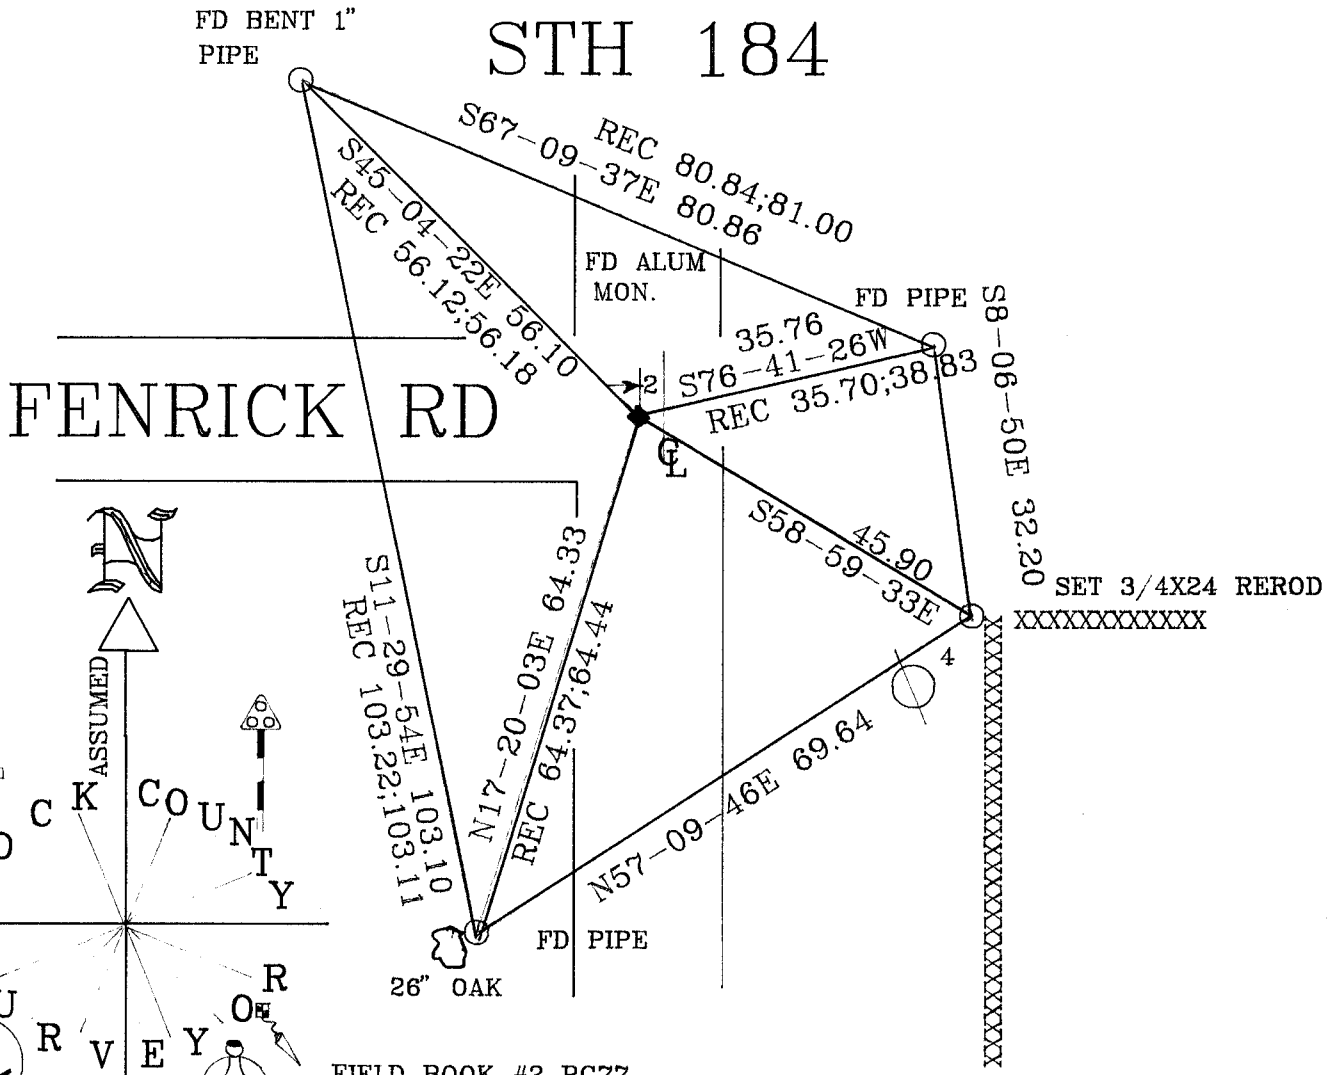 FD BENT 1"
PIPE
STH 184
REC 80.84;81.00
S67-09-37E 80.86
S45-04-22E 56.10
REC 56.12;56.18
FD ALUM
MON.
FD PIPE
S8-06-50E 32.20
35.76
S76-41-26W
REC 35.70;38.83
2
CL
FENRICK RD
45.90
S58-59-33E
SET 3/4X24 REROD
XXXXXXXXXXXX
4
N
ASSUMED
S11-29-54E 103.10
REC 103.22;103.11
N17-20-03E 64.33
REC 64.37;64.44
N57-09-46E 69.64
OCK COUNTY
FD PIPE
26" OAK
URVEYOR
FIELD BOOK #2 PG77